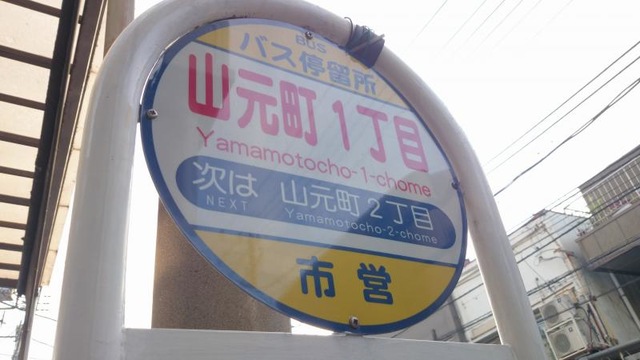 BUS
バス停留所
山元町1丁目
Yamamotocho-1-chome
次は 山元町2丁目
NEXT Yamamotocho-2-chome
市営